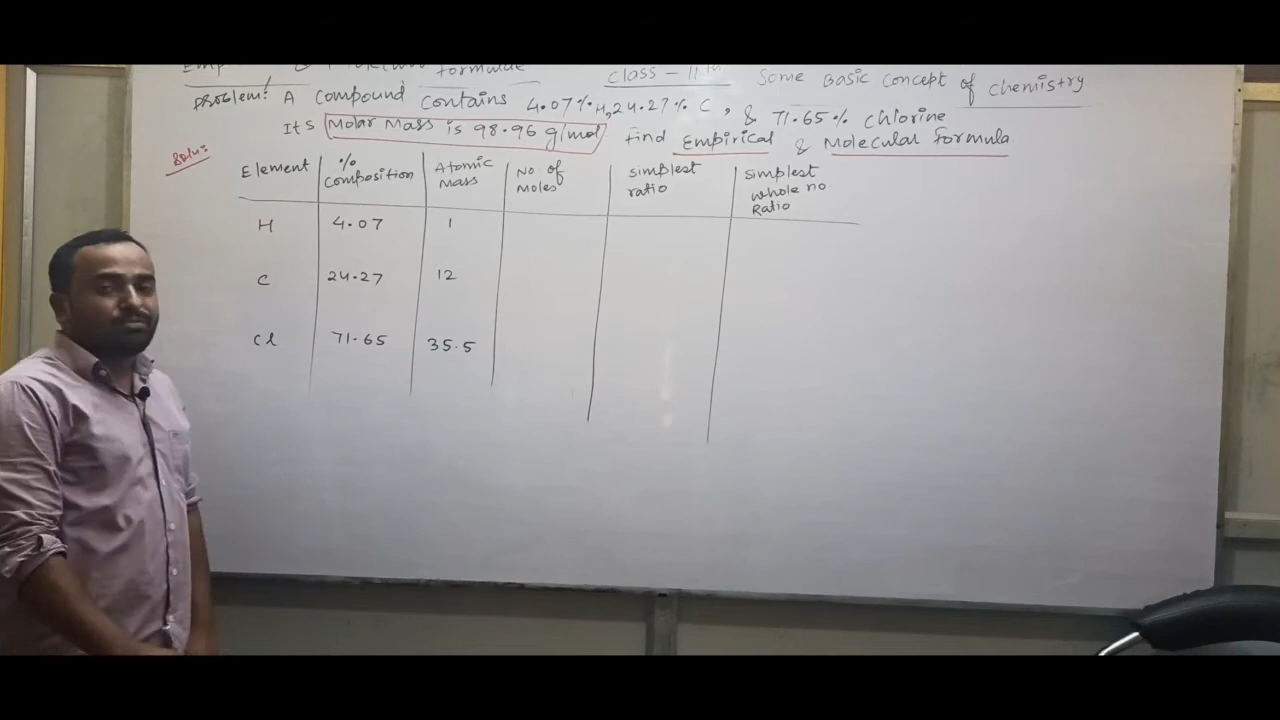 formulae
Class - 11th Some Basic Concept of chemistry
Problem: A Compound Contains 4.07% H, 24.27% C, & 71.65% chlorine
Its Molar Mass is 98.96 g/mol find Empirical & Molecular formula
Soln:
Element % Composition Atomic Mass No of Moles simplest ratio simplest whole no Ratio
H 4.07 1
C 24.27 12
Cl 71.65 35.5